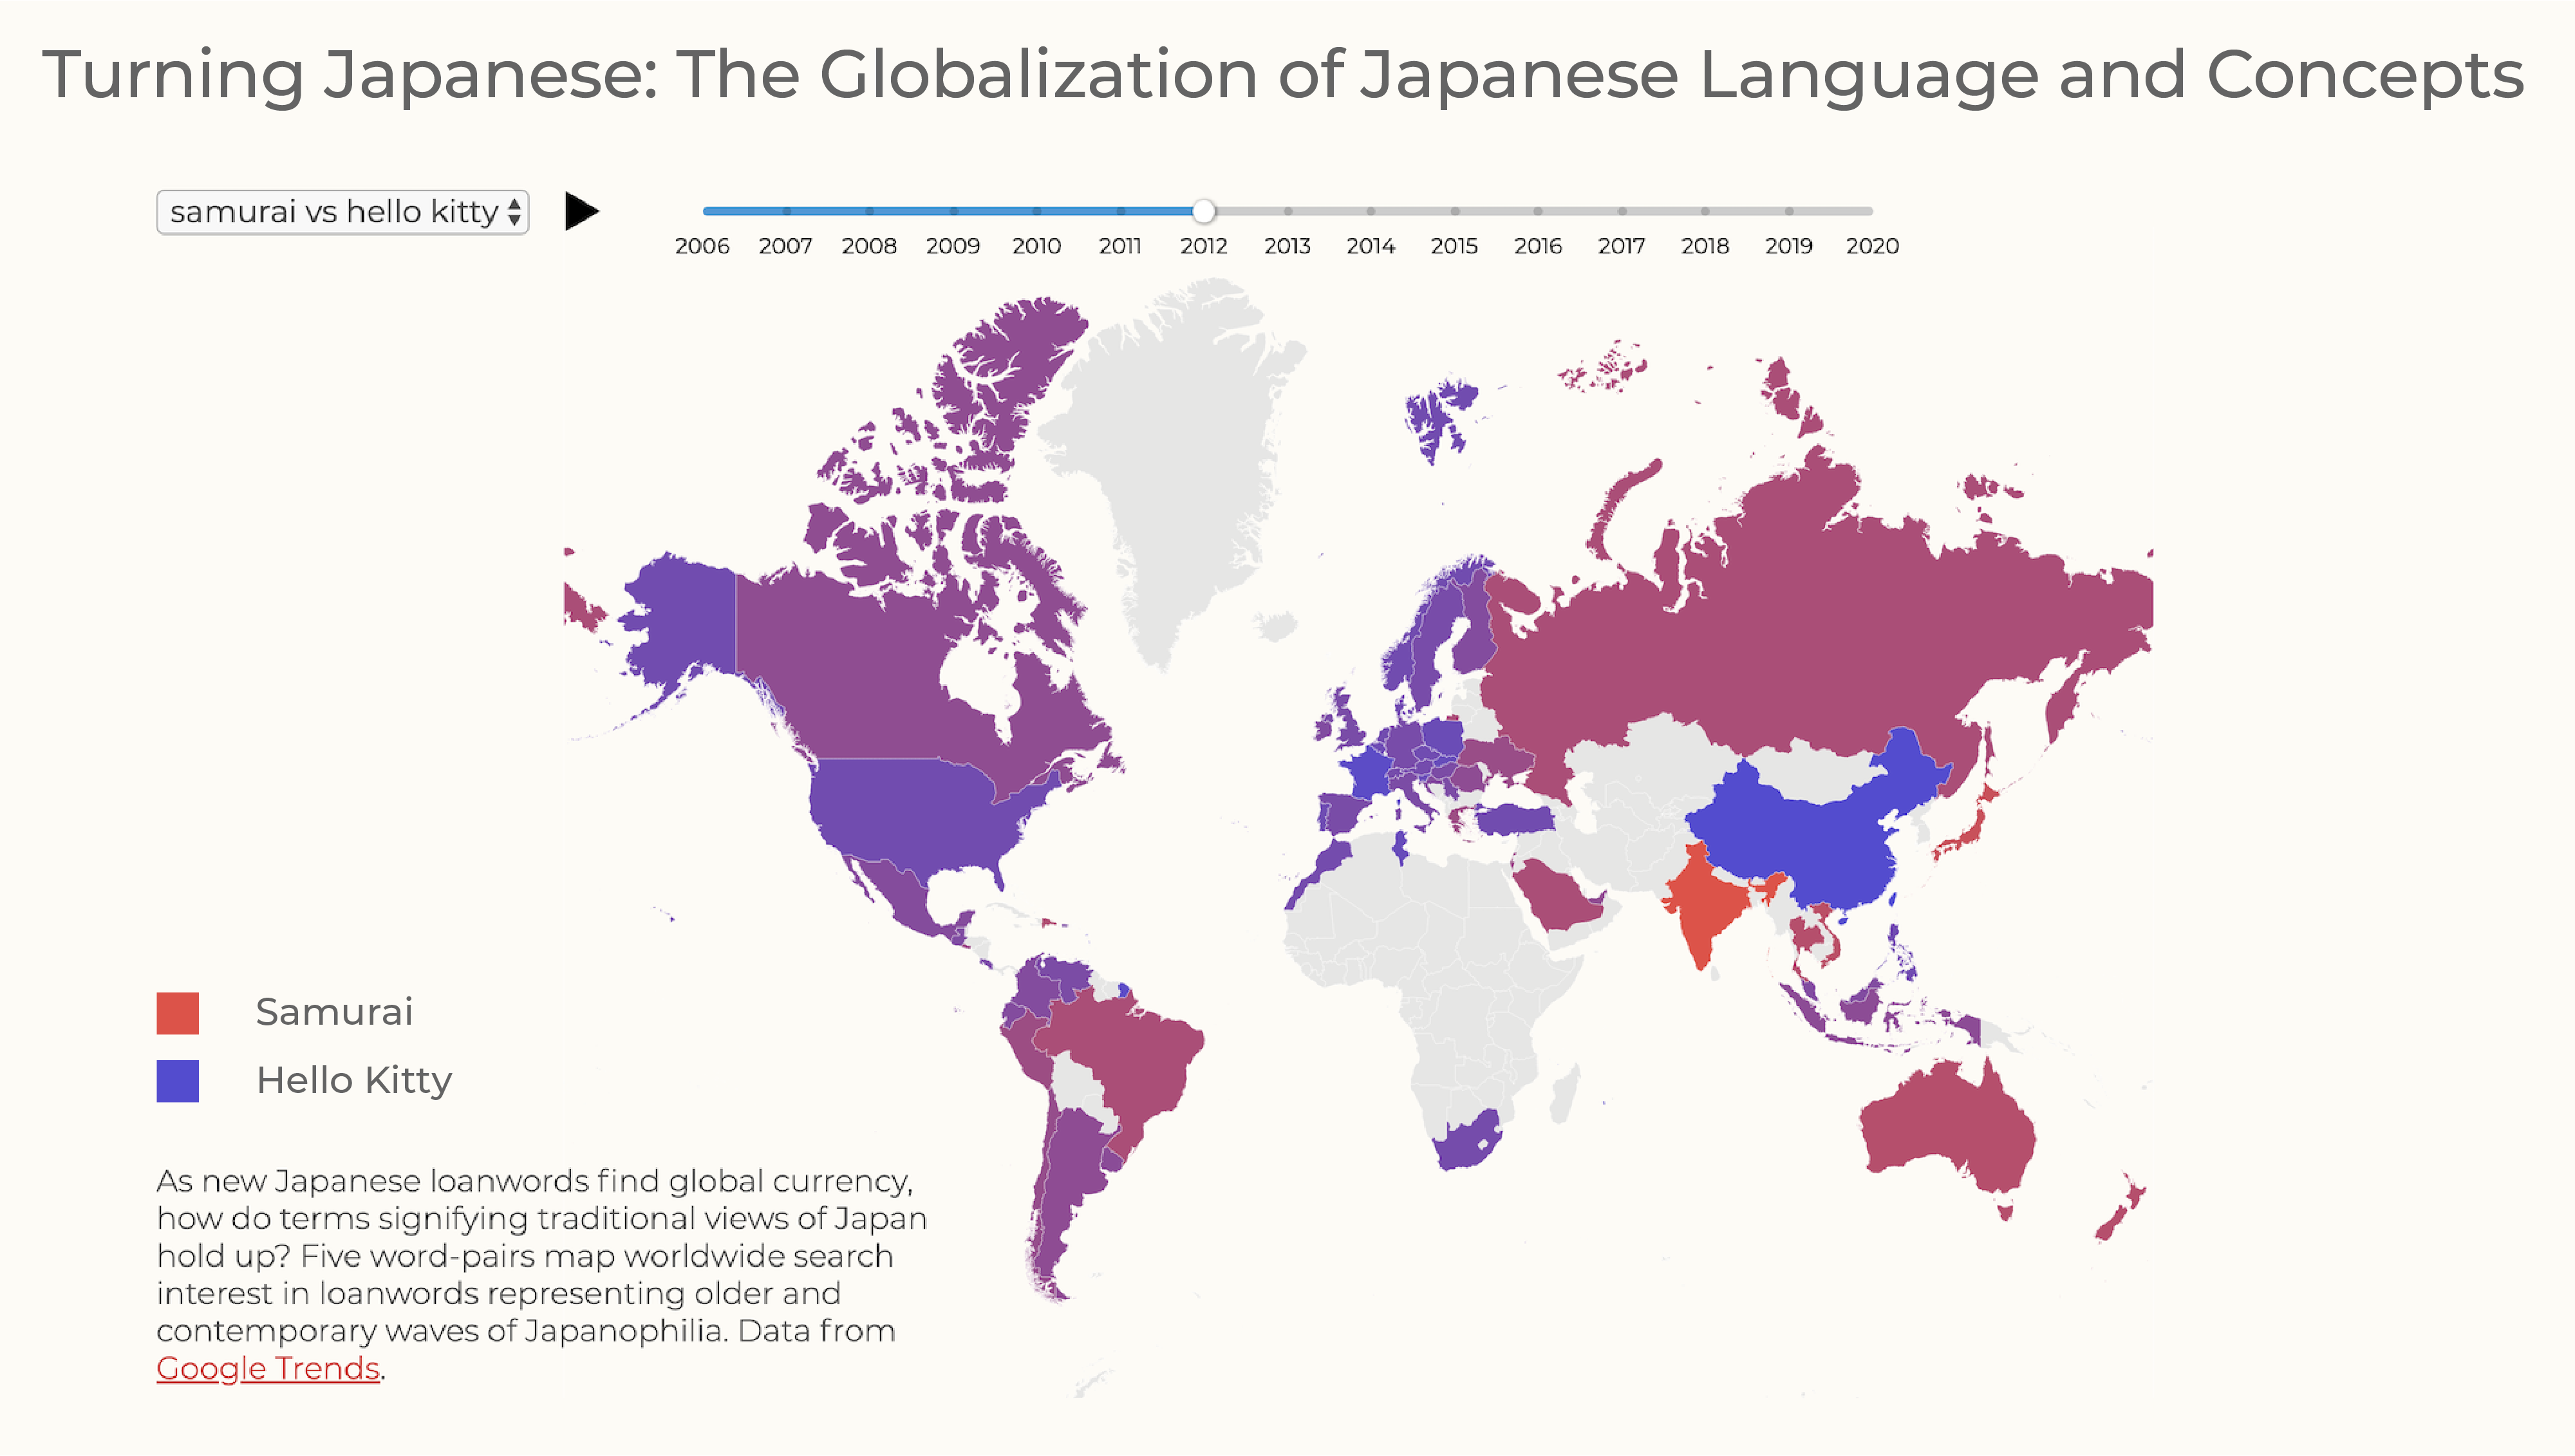 Turning Japanese: The Globalization of Japanese Language and Concepts
samurai vs hello kitty
2006 2007 2008 2009 2010 2011 2012 2013 2014 2015 2016 2017 2018 2019 2020
Samurai
Hello Kitty
As new Japanese loanwords find global currency,
how do terms signifying traditional views of Japan
hold up? Five word-pairs map worldwide search
interest in loanwords representing older and
contemporary waves of Japanophilia. Data from
Google Trends.